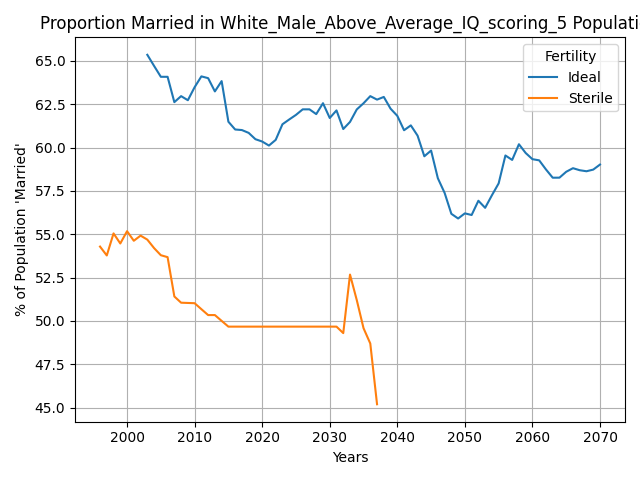 Proportion Married in White_Male_Above_Average_IQ_scoring_5 Populati
65.0
62.5
60.0
57.5
55.0
52.5
50.0
47.5
45.0
% of Population 'Married'
Fertility
Ideal
Sterile
2000 2010 2020 2030 2040 2050 2060 2070
Years